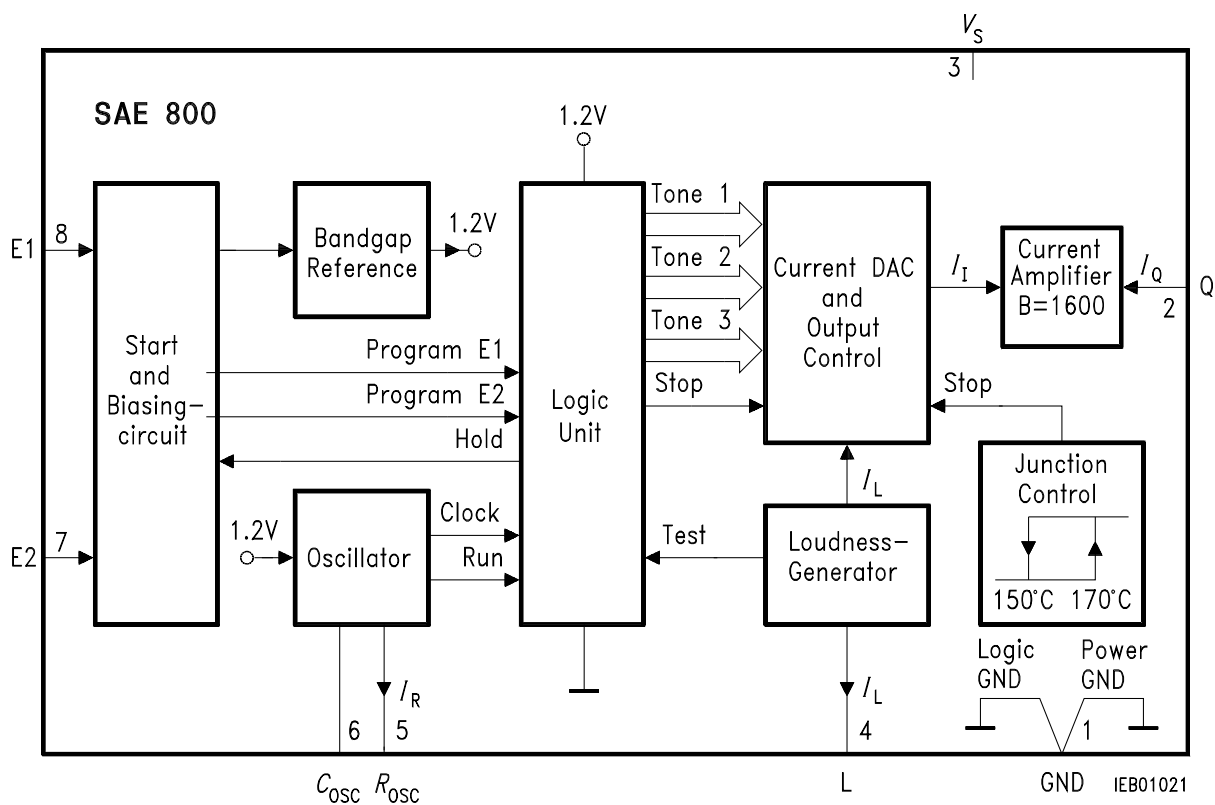 V_S
3
SAE 800
1.2V
E1
8
Bandgap
Reference
1.2V
Tone 1
Tone 2
Tone 3
Stop
Current DAC
and
Output
Control
I_I
Current
Amplifier
B=1600
I_Q
2
Q
Start
and
Biasing-
circuit
Program E1
Program E2
Hold
Logic
Unit
Stop
Junction
Control
150°C
170°C
E2
7
1.2V
Oscillator
Clock
Run
Test
I_L
Loudness-
Generator
I_R
6
5
I_L
4
Logic
GND
Power
GND
1
C_OSC
R_OSC
L
GND
IEB01021